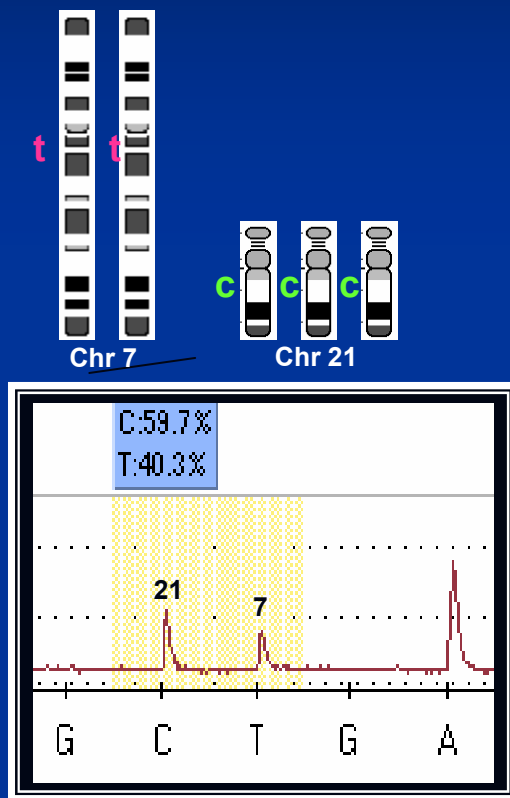 t t
c c c
Chr 7
Chr 21
C:59.7%
T:40.3%
21
7
G C T G A